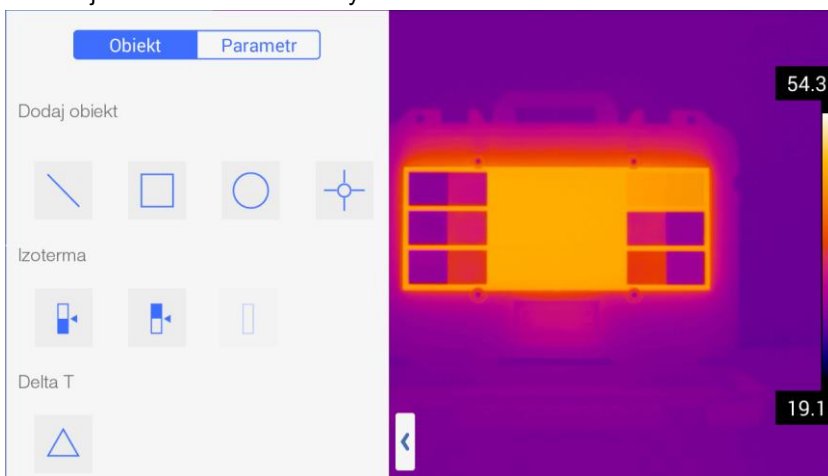 Obiekt Parametr
54.3
Dodaj obiekt
Izoterma
Delta T
19.1